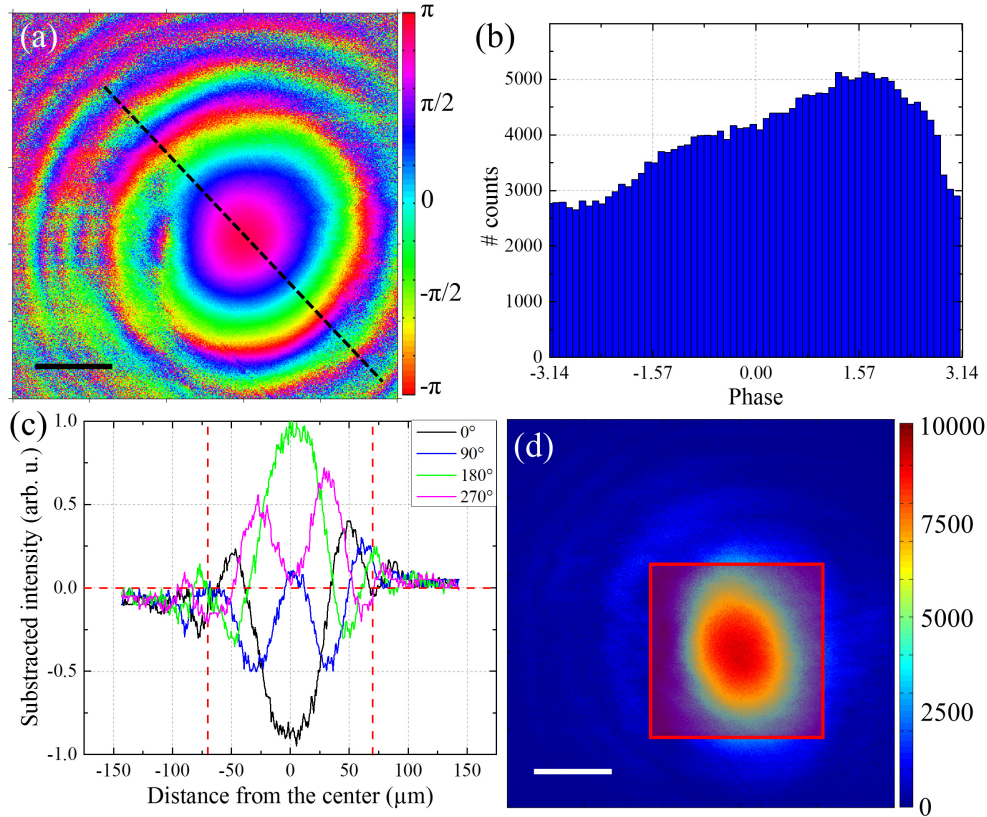 (a)
π
π/2
0
-π/2
-π
(b)
# counts
5000
4000
3000
2000
1000
0
-3.14 -1.57 0.00 1.57 3.14
Phase
(c)
Substracted intensity (arb. u.)
1.0
0.5
0.0
-0.5
-1.0
0°
90°
180°
270°
-150 -100 -50 0 50 100 150
Distance from the center (μm)
(d)
10000
7500
5000
2500
0